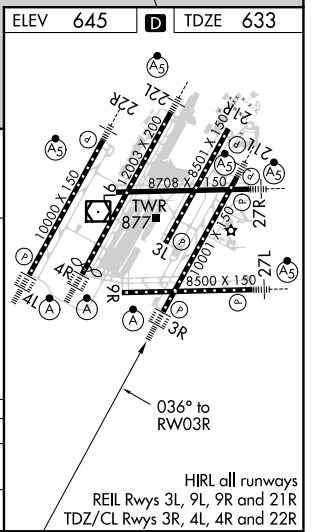 ELEV 645 D TDZE 633
A5
22R
22L
A5
P
12003 X 200
21R
8501 X 150
P
A5
21L
A5
P
10000 X 150
9L
8708 X 150
TWR
877
27R
P
3L
P
10001 X 150
4L
4R
9R
8500 X 150
27L
A5
A
A
A
P
P
3R
036° to
RW03R
HIRL all runways
REIL Rwys 3L, 9L, 9R and 21R
TDZ/CL Rwys 3R, 4L, 4R and 22R